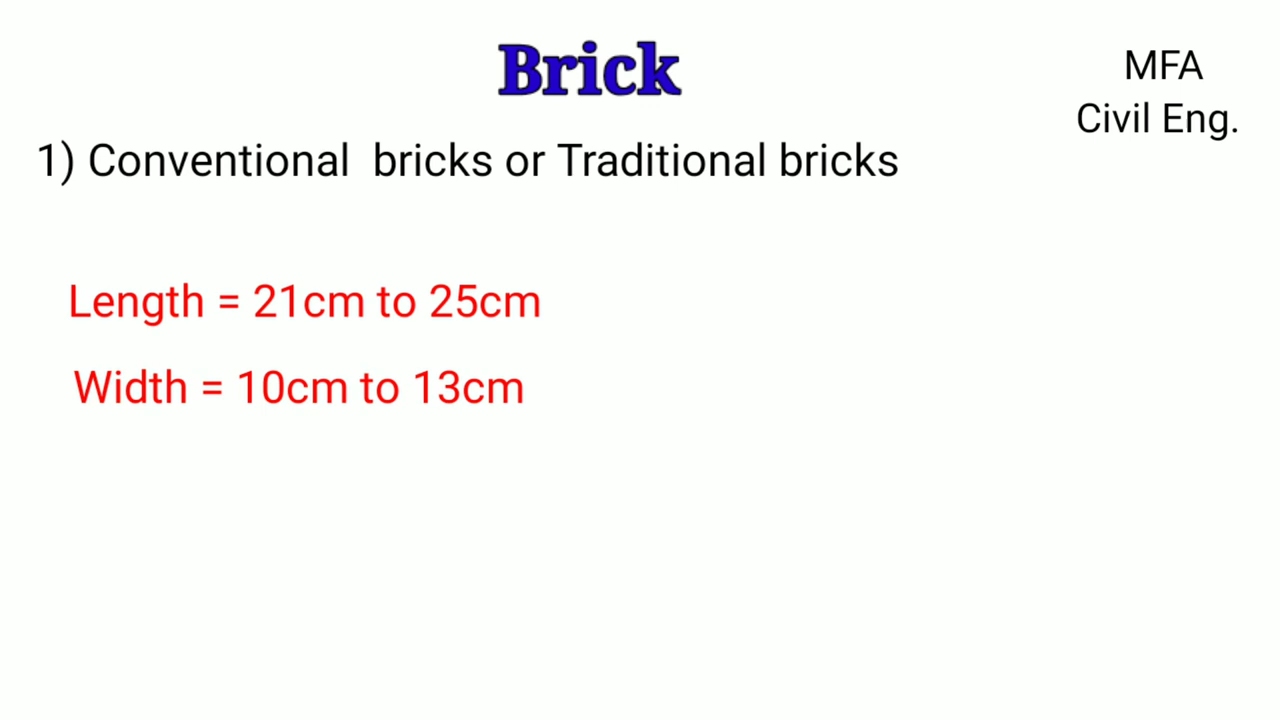 Brick
MFA
Civil Eng.
1) Conventional bricks or Traditional bricks
Length = 21cm to 25cm
Width = 10cm to 13cm